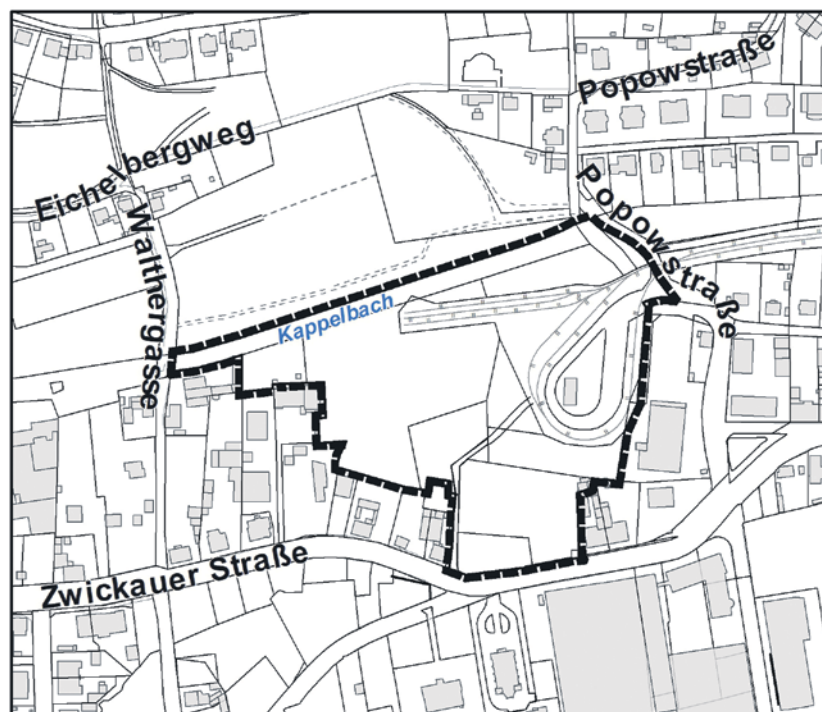 Popowstraße
Eichelbergweg
Popowstraße
Walthergasse
Kappelbach
Zwickauer Straße